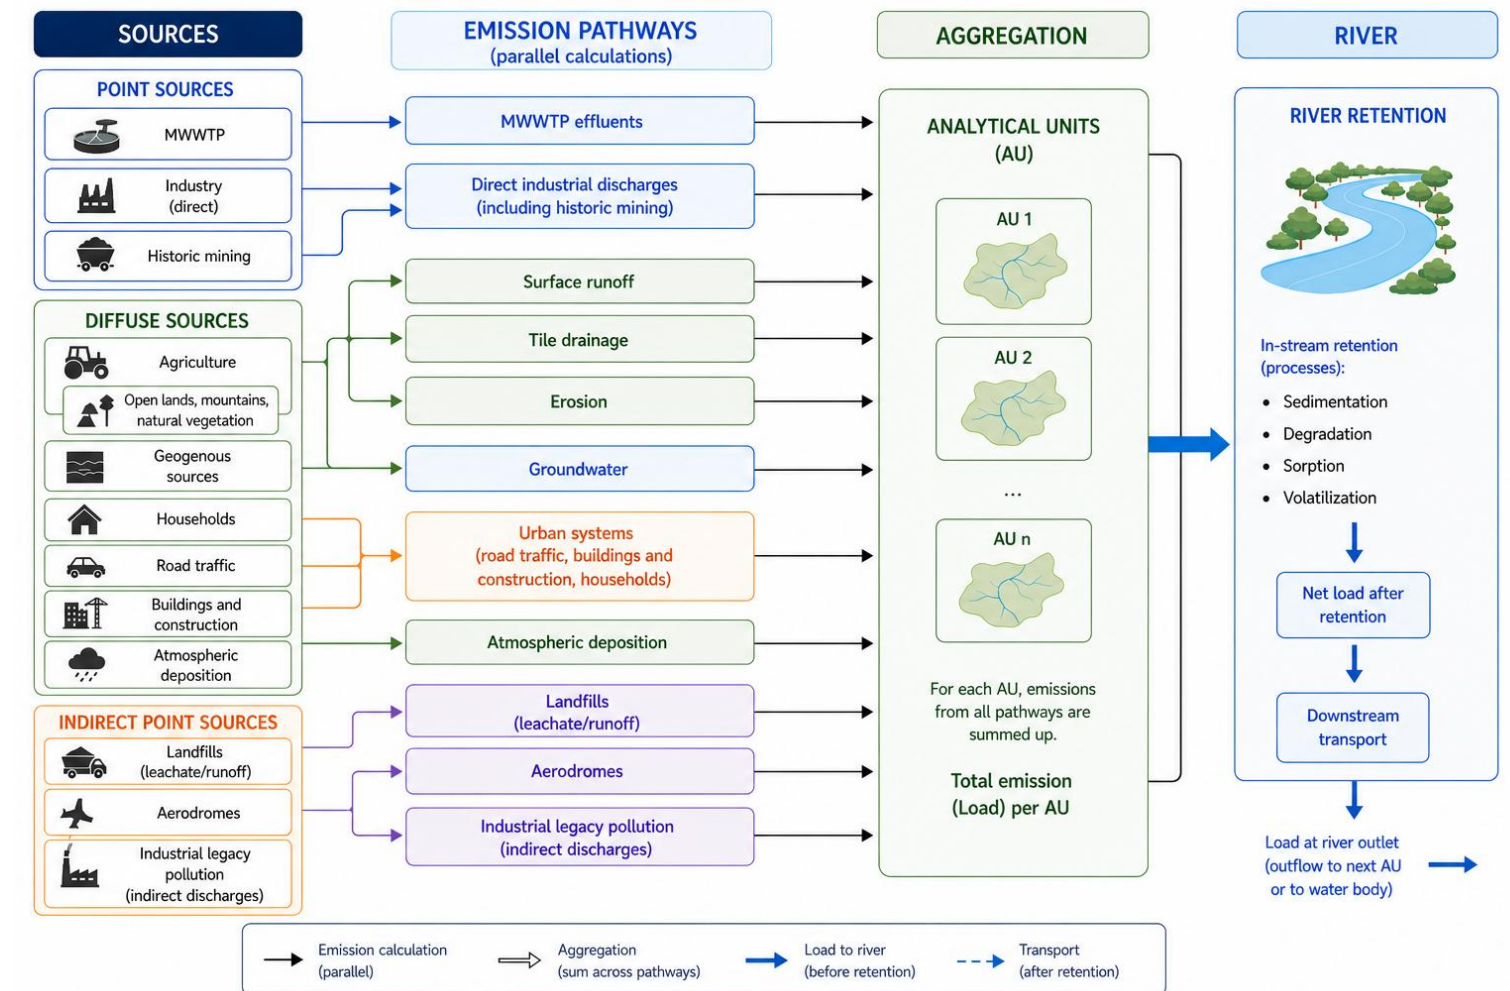 SOURCES
EMISSION PATHWAYS
(parallel calculations)
AGGREGATION
RIVER
POINT SOURCES
MWWTP
Industry
(direct)
Historic mining
DIFFUSE SOURCES
Agriculture
Open lands, mountains,
natural vegetation
Geogenous
sources
Households
Road traffic
Buildings and
construction
Atmospheric
deposition
INDIRECT POINT SOURCES
Landfills
(leachate/runoff)
Aerodromes
Industrial legacy
pollution
(indirect discharges)
MWWTP effluents
Direct industrial discharges
(including historic mining)
Surface runoff
Tile drainage
Erosion
Groundwater
Urban systems
(road traffic, buildings and
construction, households)
Atmospheric deposition
Landfills
(leachate/runoff)
Aerodromes
Industrial legacy pollution
(indirect discharges)
ANALYTICAL UNITS
(AU)
AU 1
AU 2
...
AU n
For each AU, emissions
from all pathways are
summed up.
Total emission
(Load) per AU
RIVER RETENTION
In-stream retention
(processes):
• Sedimentation
• Degradation
• Sorption
• Volatilization
Net load after
retention
Downstream
transport
Load at river outlet
(outflow to next AU
or to water body)
Emission calculation
(parallel)
Aggregation
(sum across pathways)
Load to river
(before retention)
Transport
(after retention)